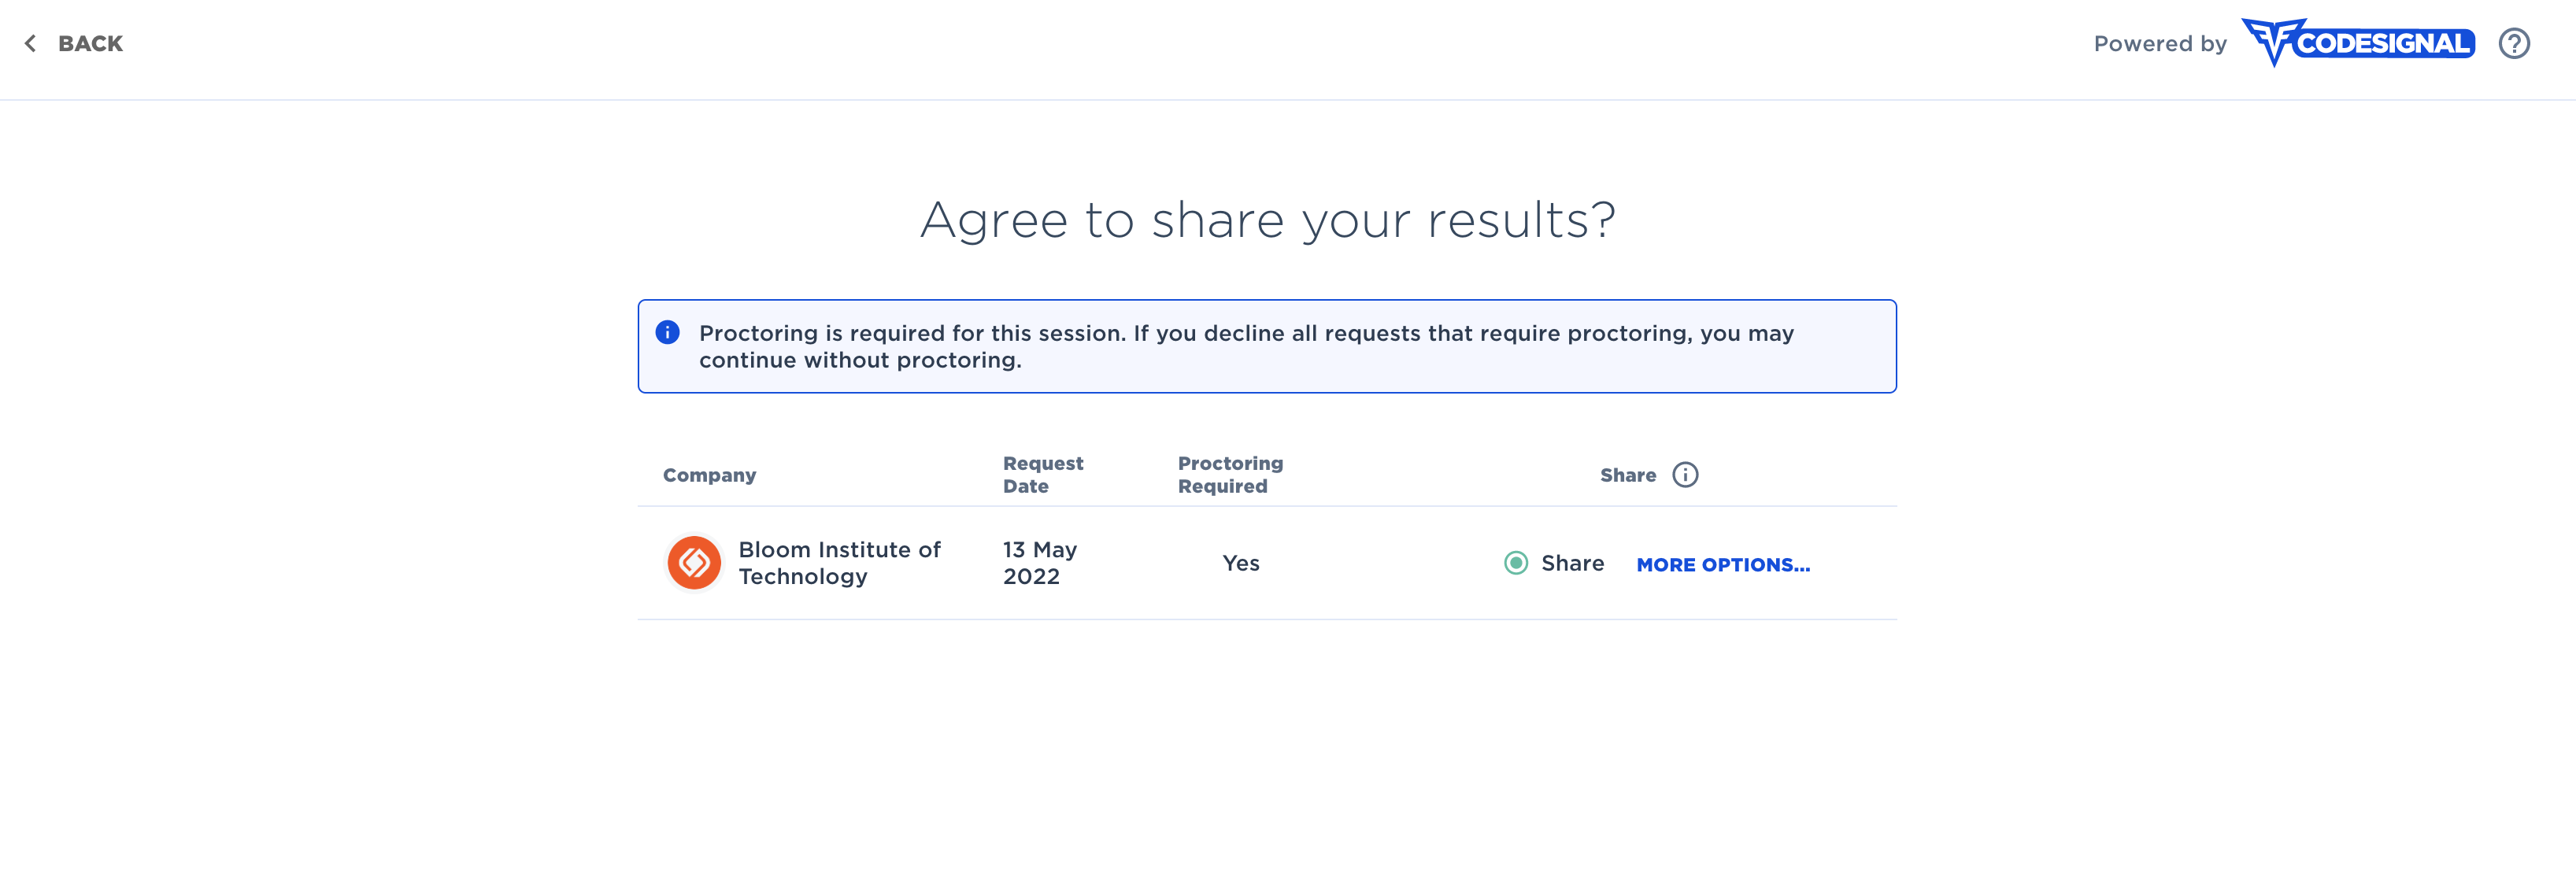 BACK
Powered by CODESIGNAL
Agree to share your results?
Proctoring is required for this session. If you decline all requests that require proctoring, you may
continue without proctoring.
Company
Request
Date
Proctoring
Required
Share
Bloom Institute of
Technology
13 May
2022
Yes
Share
MORE OPTIONS...